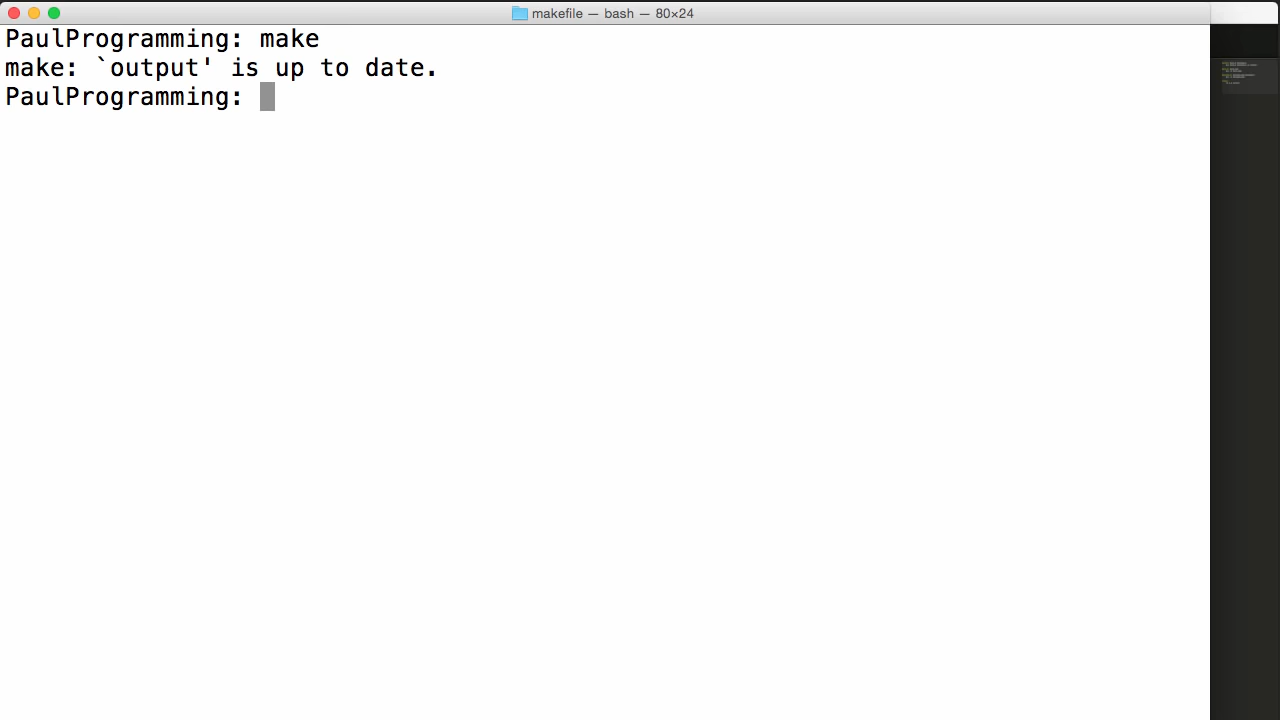 makefile — bash — 80×24
PaulProgramming: make
make: `output' is up to date.
PaulProgramming: